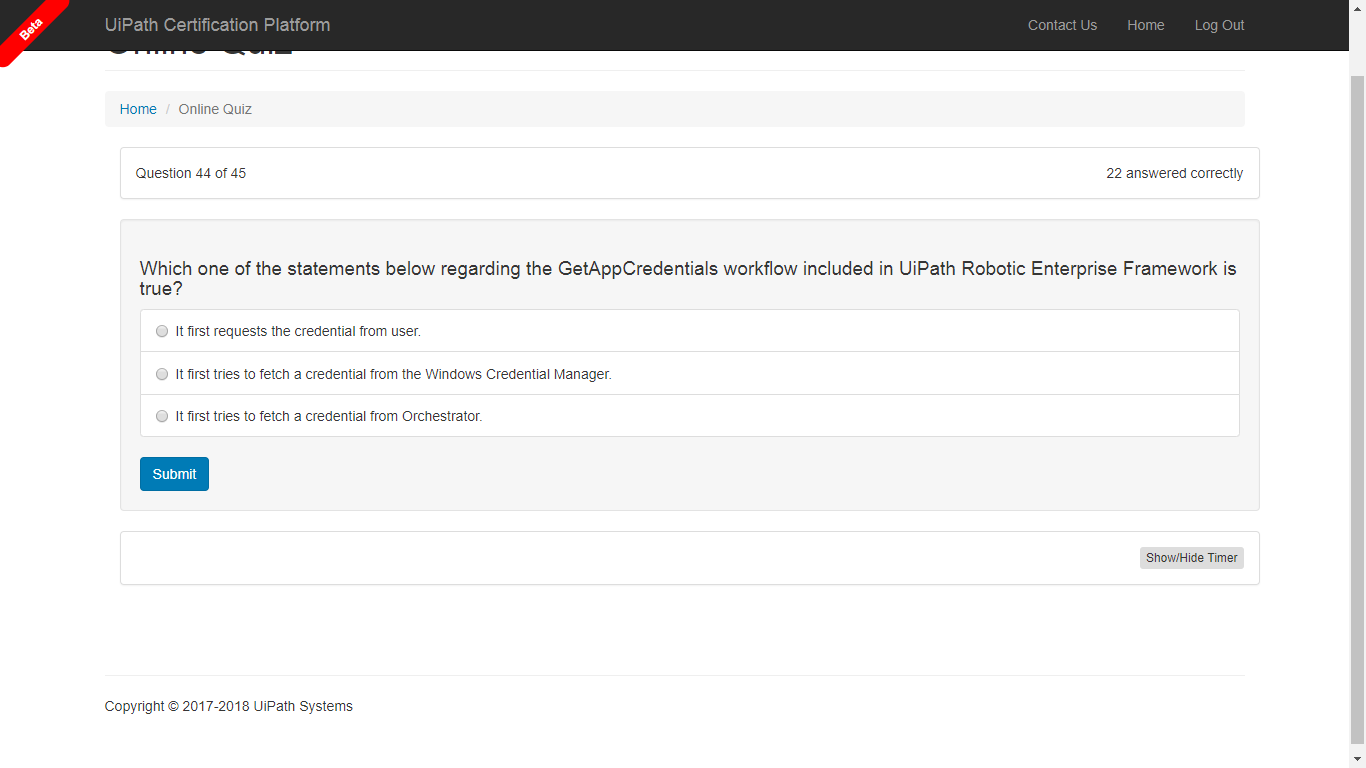 Beta
UiPath Certification Platform
Contact Us
Home
Log Out
Online Quiz
Home / Online Quiz
Question 44 of 45
22 answered correctly
Which one of the statements below regarding the GetAppCredentials workflow included in UiPath Robotic Enterprise Framework is
true?
It first requests the credential from user.
It first tries to fetch a credential from the Windows Credential Manager.
It first tries to fetch a credential from Orchestrator.
Submit
Show/Hide Timer
Copyright © 2017-2018 UiPath Systems